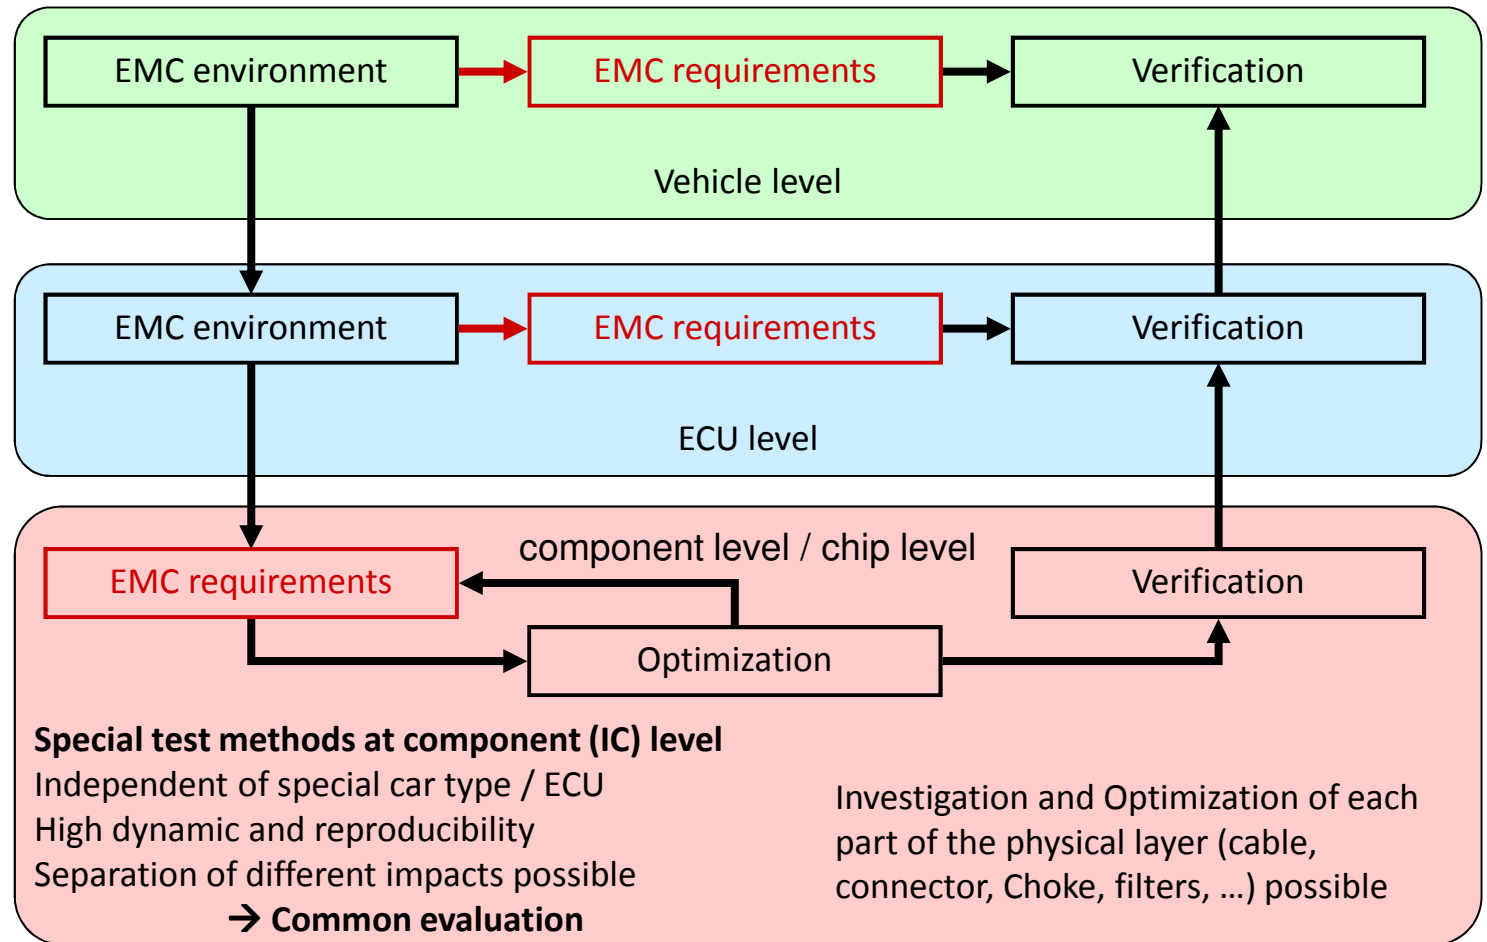 EMC environment
EMC requirements
Verification
Vehicle level
EMC environment
EMC requirements
Verification
ECU level
component level / chip level
EMC requirements
Verification
Optimization
Special test methods at component (IC) level
Independent of special car type / ECU
High dynamic and reproducibility
Separation of different impacts possible
→ Common evaluation
Investigation and Optimization of each
part of the physical layer (cable,
connector, Choke, filters, ...) possible